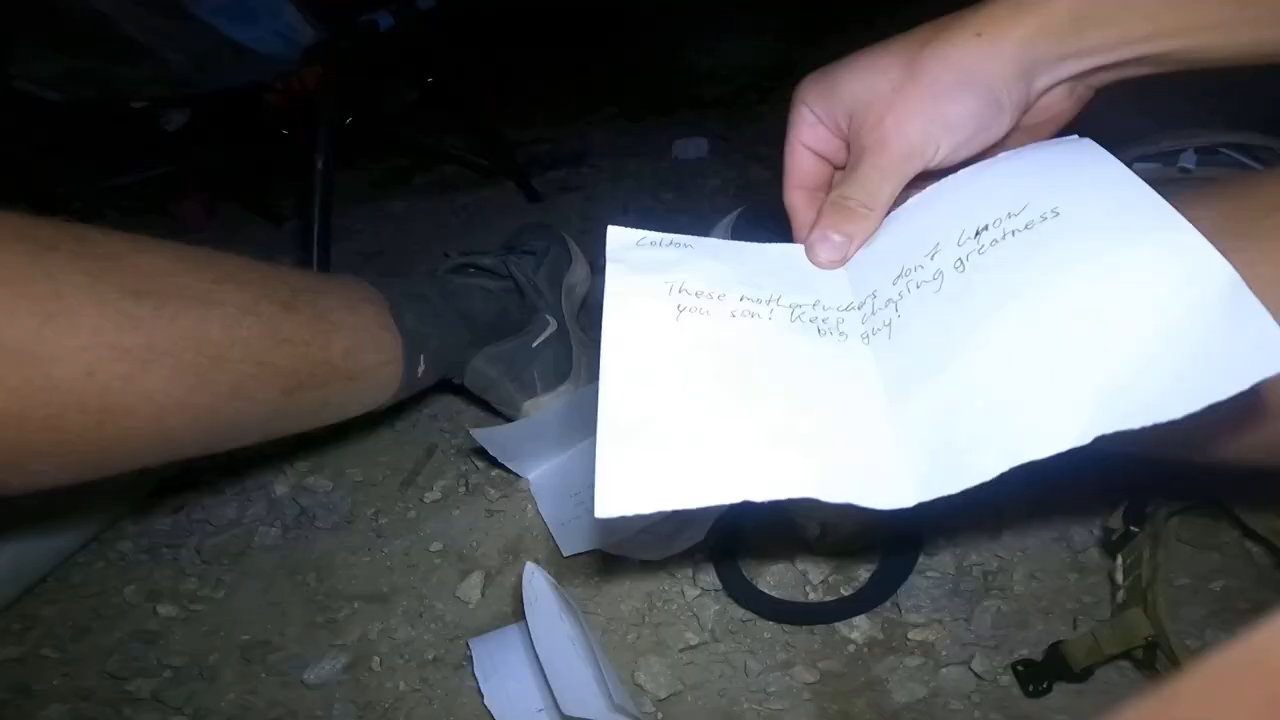 Colton
These motherfuckers don't know
you son! Keep chasing greatness
big guy!